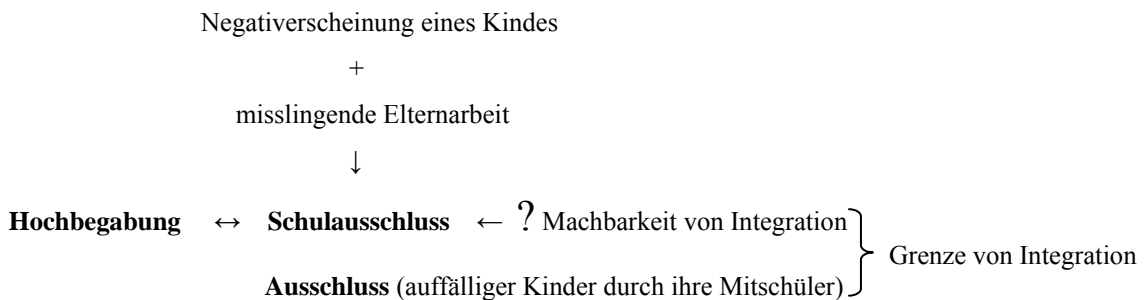 Negativerscheinung eines Kindes
+
misslingende Elternarbeit
↓
Hochbegabung ↔ Schulausschluss ← ? Machbarkeit von Integration
Grenze von Integration
Ausschluss (auffälliger Kinder durch ihre Mitschüler)